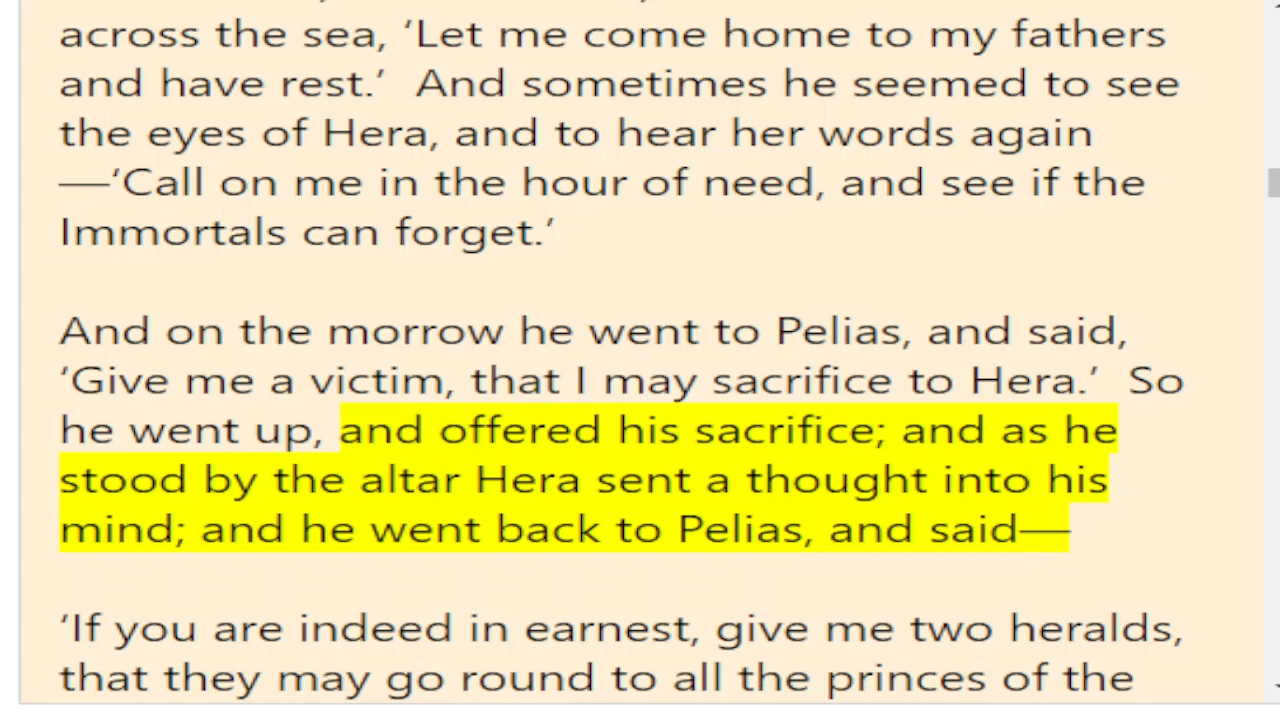 across the sea, ‘Let me come home to my fathers
and have rest.’  And sometimes he seemed to see
the eyes of Hera, and to hear her words again
—‘Call on me in the hour of need, and see if the
Immortals can forget.’
And on the morrow he went to Pelias, and said,
‘Give me a victim, that I may sacrifice to Hera.’  So
he went up, and offered his sacrifice; and as he
stood by the altar Hera sent a thought into his
mind; and he went back to Pelias, and said—
‘If you are indeed in earnest, give me two heralds,
that they may go round to all the princes of the